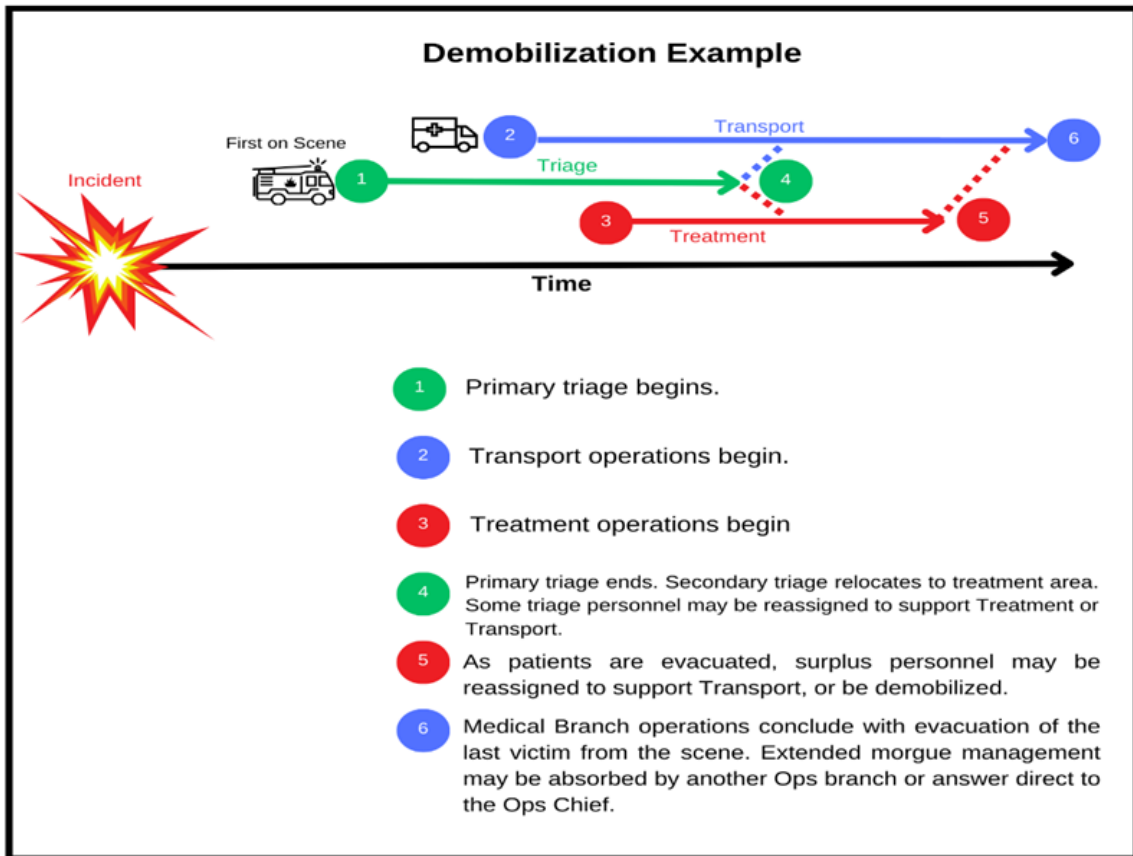 Demobilization Example
2
Transport
6
First on Scene
Triage
1
4
Incident
3
Treatment
5
Time
1 Primary triage begins.
2 Transport operations begin.
3 Treatment operations begin
4 Primary triage ends. Secondary triage relocates to treatment area.
Some triage personnel may be reassigned to support Treatment or
Transport.
5 As patients are evacuated, surplus personnel may be
reassigned to support Transport, or be demobilized.
6 Medical Branch operations conclude with evacuation of the
last victim from the scene. Extended morgue management
may be absorbed by another Ops branch or answer direct to
the Ops Chief.